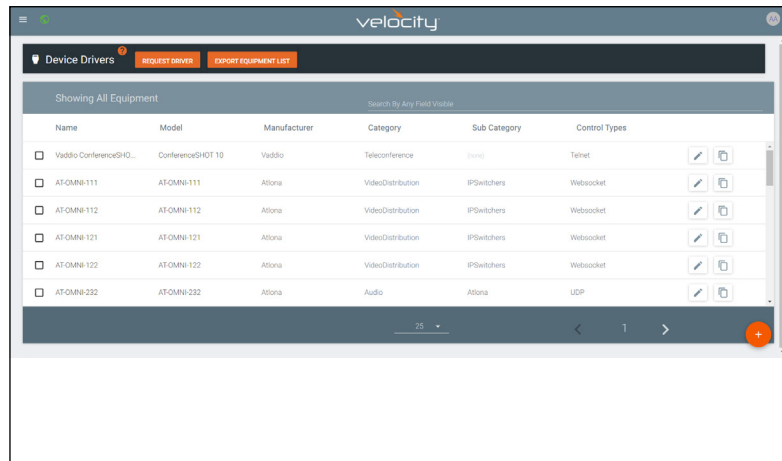 velocity
AA
Device Drivers ? REQUEST DRIVER EXPORT EQUIPMENT LIST
Showing All Equipment Search By Any Field Visible
Name Model Manufacturer Category Sub Category Control Types
Vaddio ConferenceSHO... ConferenceSHOT 10 Vaddio Teleconference Telnet
AT-OMNI-111 AT-OMNI-111 Atlona VideoDistribution IPSwitchers Websocket
AT-OMNI-112 AT-OMNI-112 Atlona VideoDistribution IPSwitchers Websocket
AT-OMNI-121 AT-OMNI-121 Atlona VideoDistribution IPSwitchers Websocket
AT-OMNI-122 AT-OMNI-122 Atlona VideoDistribution IPSwitchers Websocket
AT-OMNI-232 AT-OMNI-232 Atlona Audio Atlona UDP
25 1